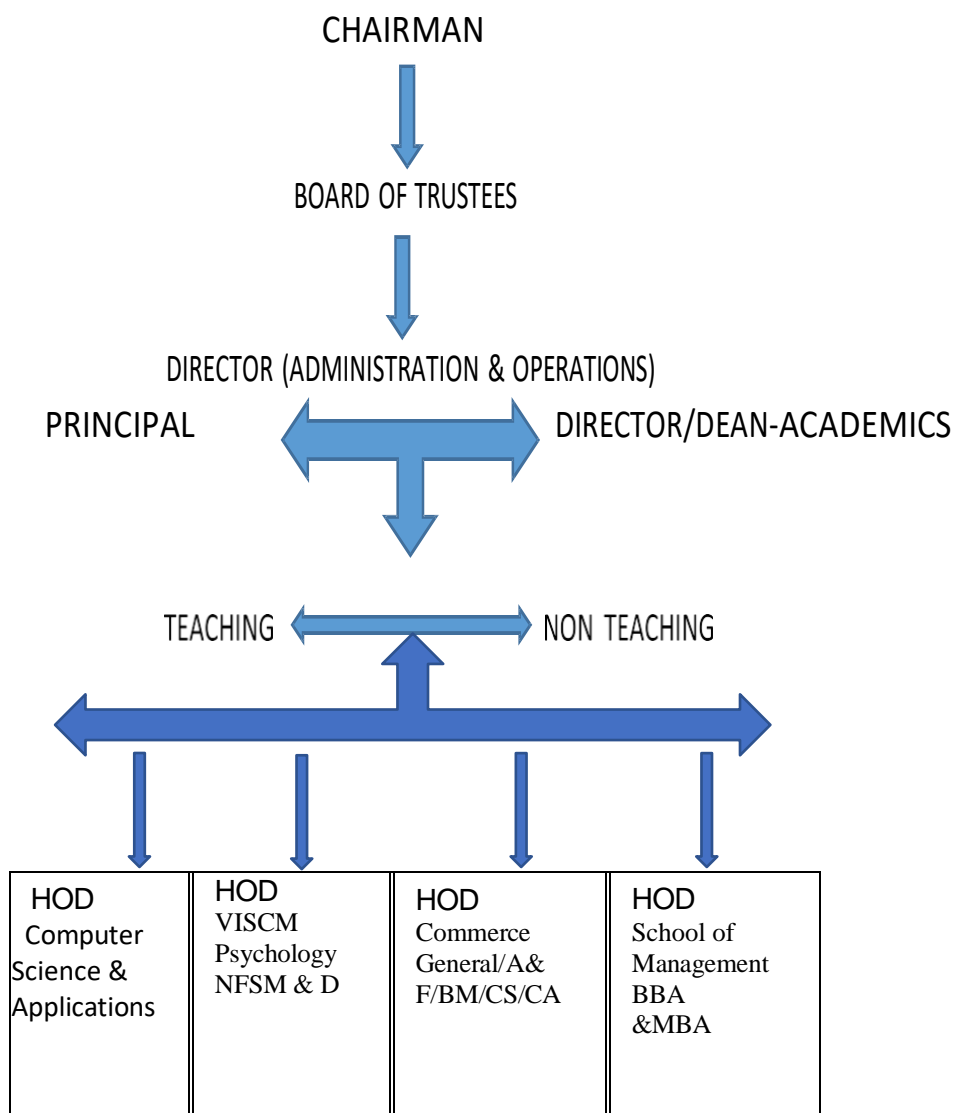 CHAIRMAN
BOARD OF TRUSTEES
DIRECTOR (ADMINISTRATION & OPERATIONS)
PRINCIPAL
DIRECTOR/DEAN-ACADEMICS
TEACHING
NON TEACHING
HOD
Computer
Science &
Applications
HOD
VISCM
Psychology
NFSM & D
HOD
Commerce
General/A&
F/BM/CS/CA
HOD
School of
Management
BBA
&MBA